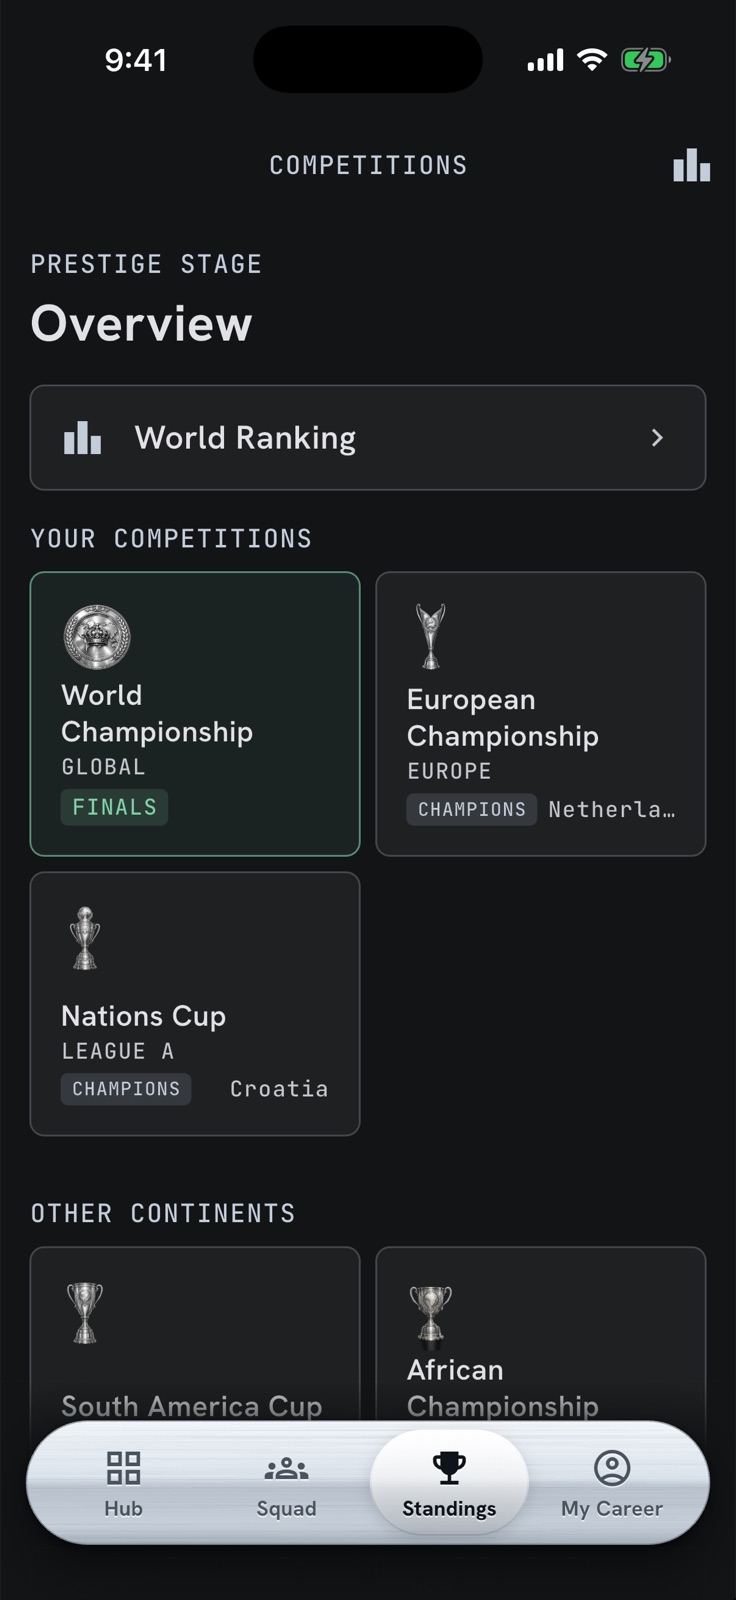 9:41
COMPETITIONS
PRESTIGE STAGE
Overview
World Ranking
YOUR COMPETITIONS
World
Championship
GLOBAL
FINALS
European
Championship
EUROPE
CHAMPIONS Netherla…
Nations Cup
LEAGUE A
CHAMPIONS Croatia
OTHER CONTINENTS
South America Cup
African
Championship
Hub
Squad
Standings
My Career